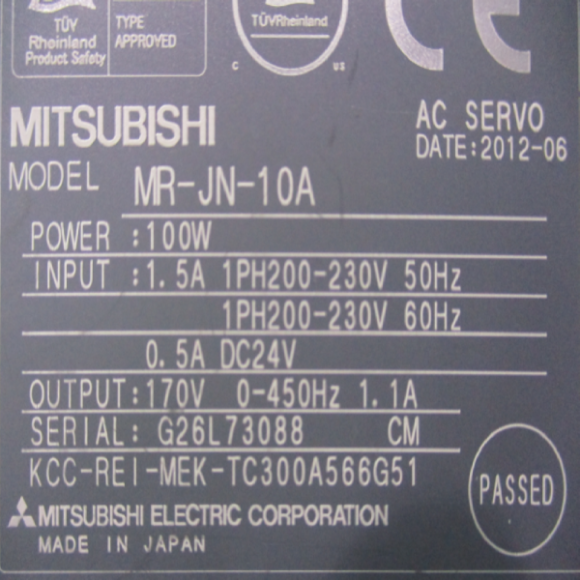 TÜV
Rheinland
Product Safety
TYPE
APPROVED
TÜVRheinland
C US
CE
MITSUBISHI
AC SERVO
DATE:2012-06
MODEL MR-JN-10A
POWER :100W
INPUT :1.5A 1PH200-230V 50Hz
1PH200-230V 60Hz
0.5A DC24V
OUTPUT:170V 0-450Hz 1.1A
SERIAL: G26L73088 CM
KCC-REI-MEK-TC300A566G51
PASSED
MITSUBISHI ELECTRIC CORPORATION
MADE IN JAPAN